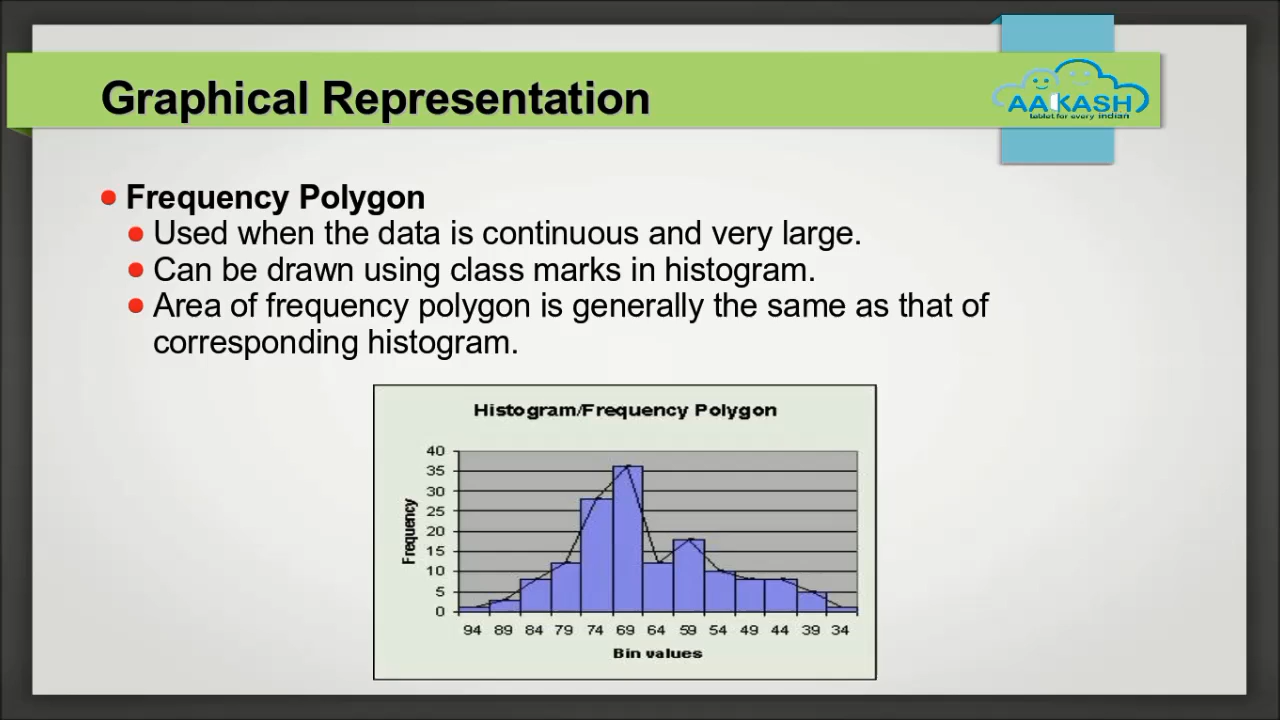 Graphical Representation
AAKASH
tablet for every indian
Frequency Polygon
Used when the data is continuous and very large.
Can be drawn using class marks in histogram.
Area of frequency polygon is generally the same as that of
corresponding histogram.
Histogram/Frequency Polygon
40
35
30
25
20
15
10
5
0
Frequency
94 89 84 79 74 69 64 59 54 49 44 39 34
Bin values